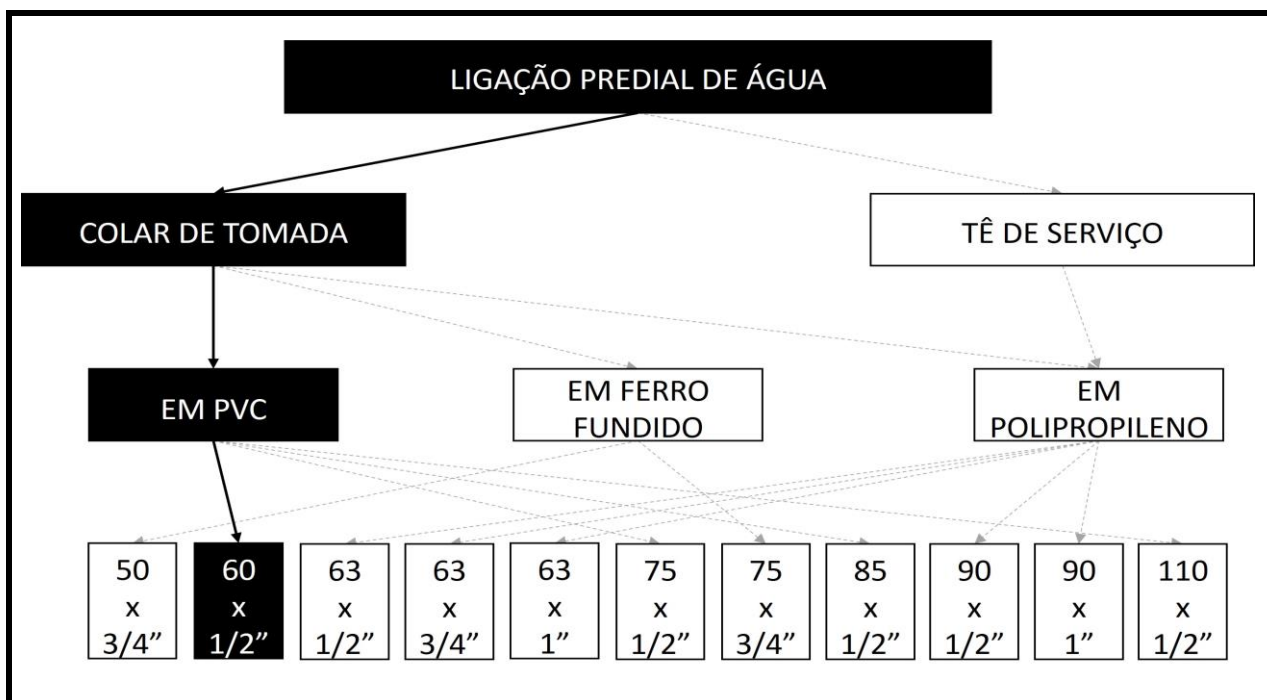 LIGAÇÃO PREDIAL DE ÁGUA
COLAR DE TOMADA
TÊ DE SERVIÇO
EM PVC
EM FERRO
FUNDIDO
EM
POLIPROPILENO
50
x
3/4”
60
x
1/2”
63
x
1/2”
63
x
3/4”
63
x
1”
75
x
1/2”
75
x
3/4”
85
x
1/2”
90
x
1/2”
90
x
1”
110
x
1/2”